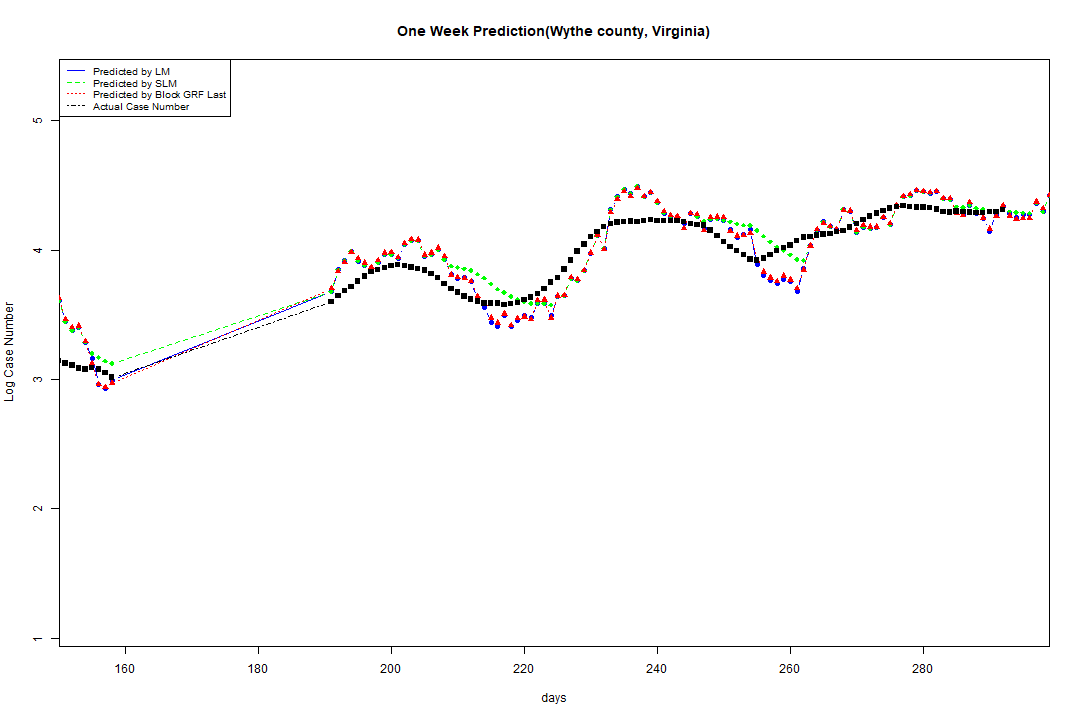 One Week Prediction(Wythe county, Virginia)
Predicted by LM
Predicted by SLM
Predicted by Block GRF Last
Actual Case Number
5
4
3
2
1
Log Case Number
160 180 200 220 240 260 280
days